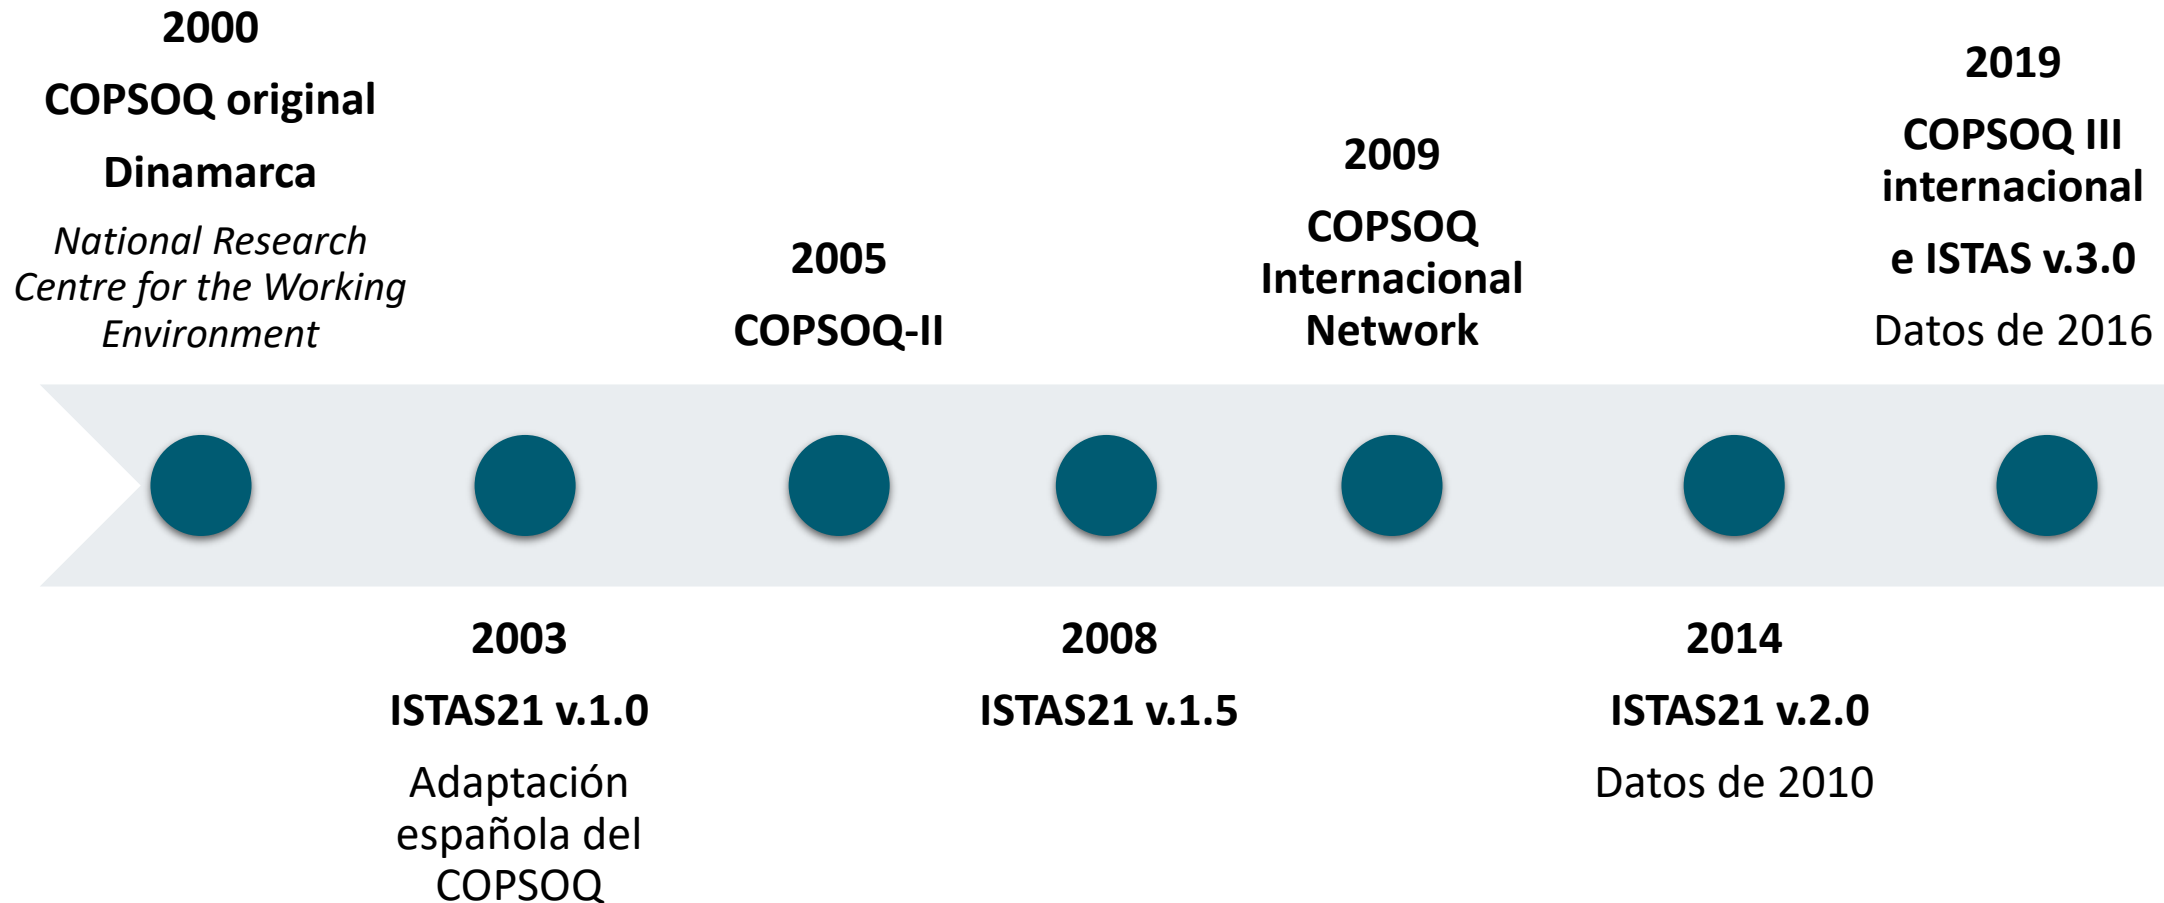 2000
COPSOQ original
Dinamarca
National Research
Centre for the Working
Environment
2003
ISTAS21 v.1.0
Adaptación
española del
COPSOQ
2005
COPSOQ-II
2008
ISTAS21 v.1.5
2009
COPSOQ
Internacional
Network
2014
ISTAS21 v.2.0
Datos de 2010
2019
COPSOQ III
internacional
e ISTAS v.3.0
Datos de 2016